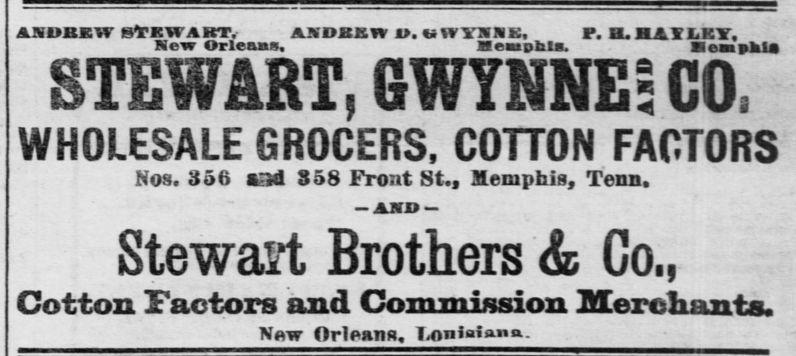 ANDREW STEWART, ANDREW D. GWYNNE, P. H. HAYLEY,
New Orleans. Memphis. Memphis
STEWART, GWYNNE AND CO.
WHOLESALE GROCERS, COTTON FACTORS
Nos. 356 and 358 Front St., Memphis, Tenn.
— AND —
Stewart Brothers & Co.,
Cotton Factors and Commission Merchants.
New Orleans, Louisiana.